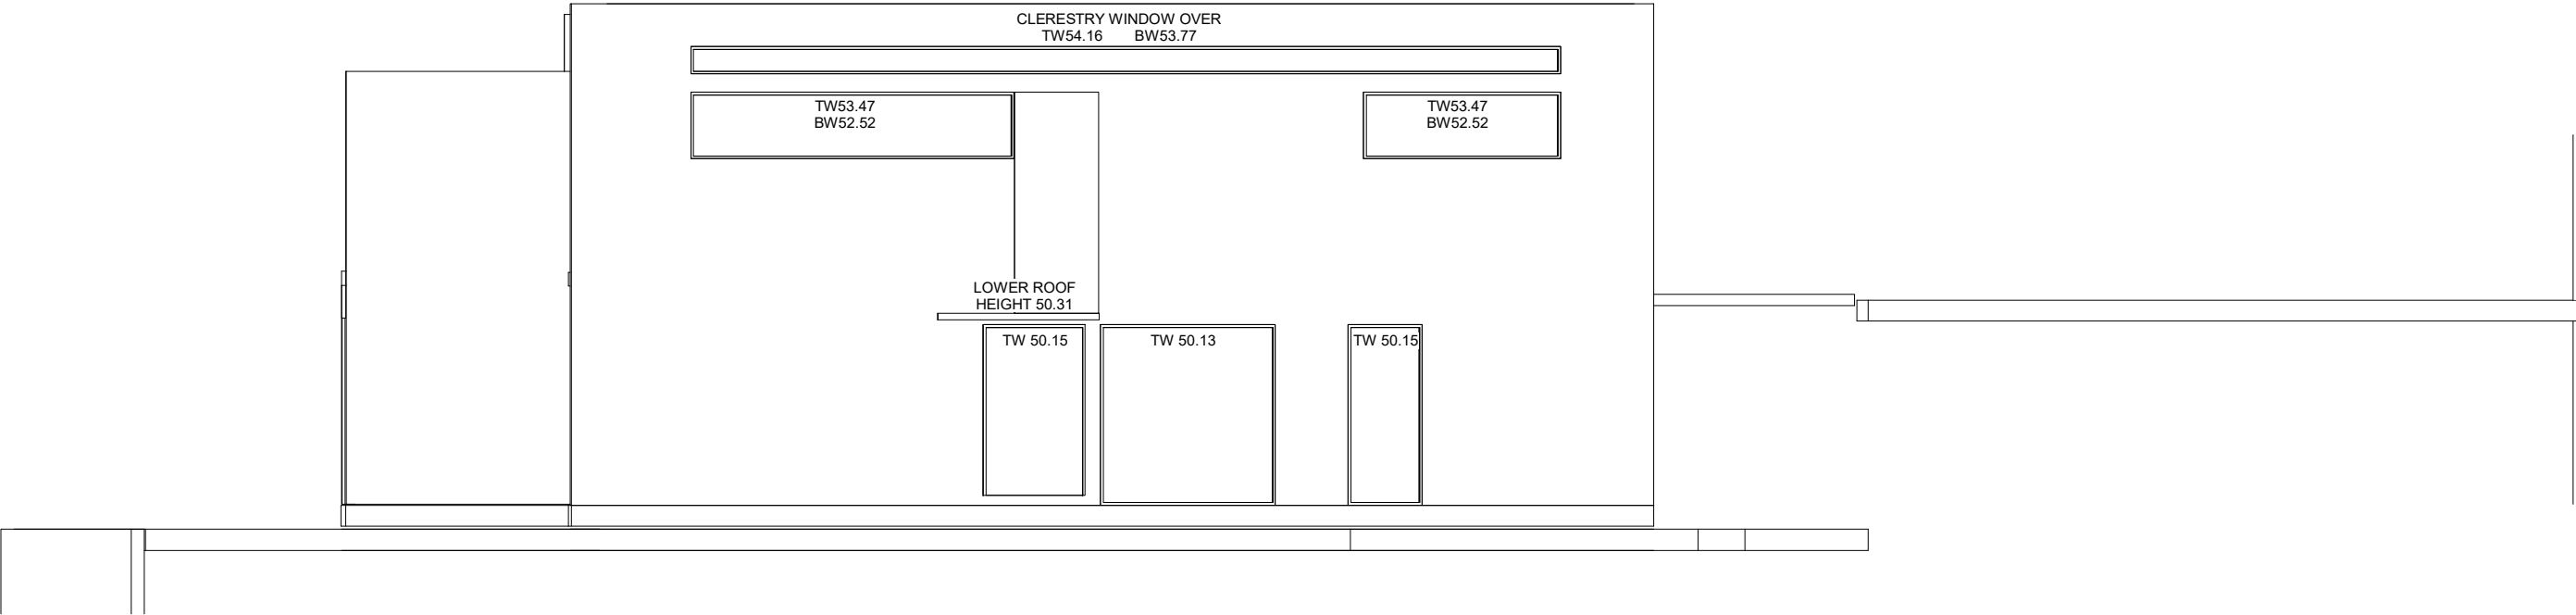 CLERESTRY WINDOW OVER
TW54.16 BW53.77
TW53.47
BW52.52
TW53.47
BW52.52
LOWER ROOF
HEIGHT 50.31
TW 50.15
TW 50.13
TW 50.15